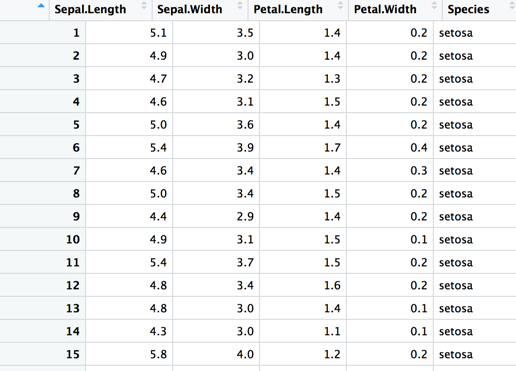 Sepal.Length Sepal.Width Petal.Length Petal.Width Species
1 5.1 3.5 1.4 0.2 setosa
2 4.9 3.0 1.4 0.2 setosa
3 4.7 3.2 1.3 0.2 setosa
4 4.6 3.1 1.5 0.2 setosa
5 5.0 3.6 1.4 0.2 setosa
6 5.4 3.9 1.7 0.4 setosa
7 4.6 3.4 1.4 0.3 setosa
8 5.0 3.4 1.5 0.2 setosa
9 4.4 2.9 1.4 0.2 setosa
10 4.9 3.1 1.5 0.1 setosa
11 5.4 3.7 1.5 0.2 setosa
12 4.8 3.4 1.6 0.2 setosa
13 4.8 3.0 1.4 0.1 setosa
14 4.3 3.0 1.1 0.1 setosa
15 5.8 4.0 1.2 0.2 setosa